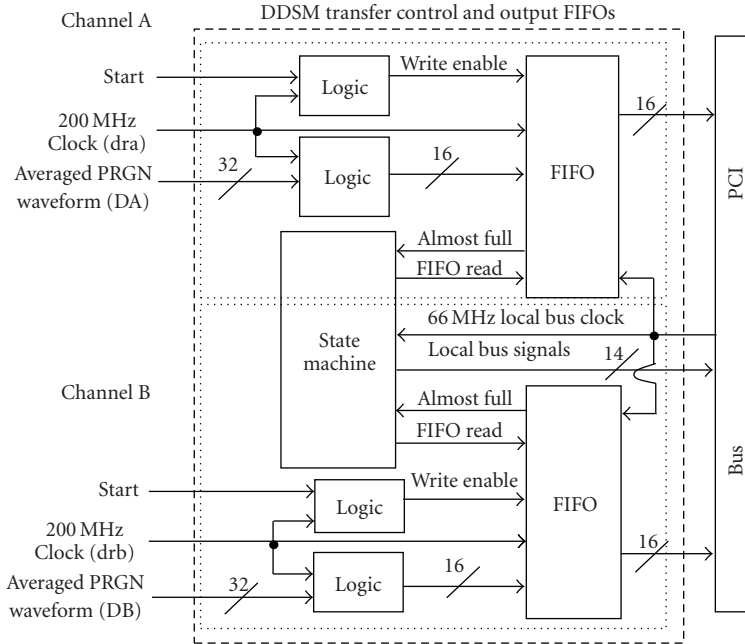 DDSM transfer control and output FIFOs
Channel A
Start
Logic
Write enable
200 MHz
Clock (dra)
Averaged PRGN
waveform (DA)
32
Logic
16
FIFO
16
PCI
Almost full
FIFO read
State
machine
66 MHz local bus clock
Local bus signals
14
Channel B
Almost full
FIFO read
Start
Logic
Write enable
200 MHz
Clock (drb)
Averaged PRGN
waveform (DB)
32
Logic
16
FIFO
16
Bus